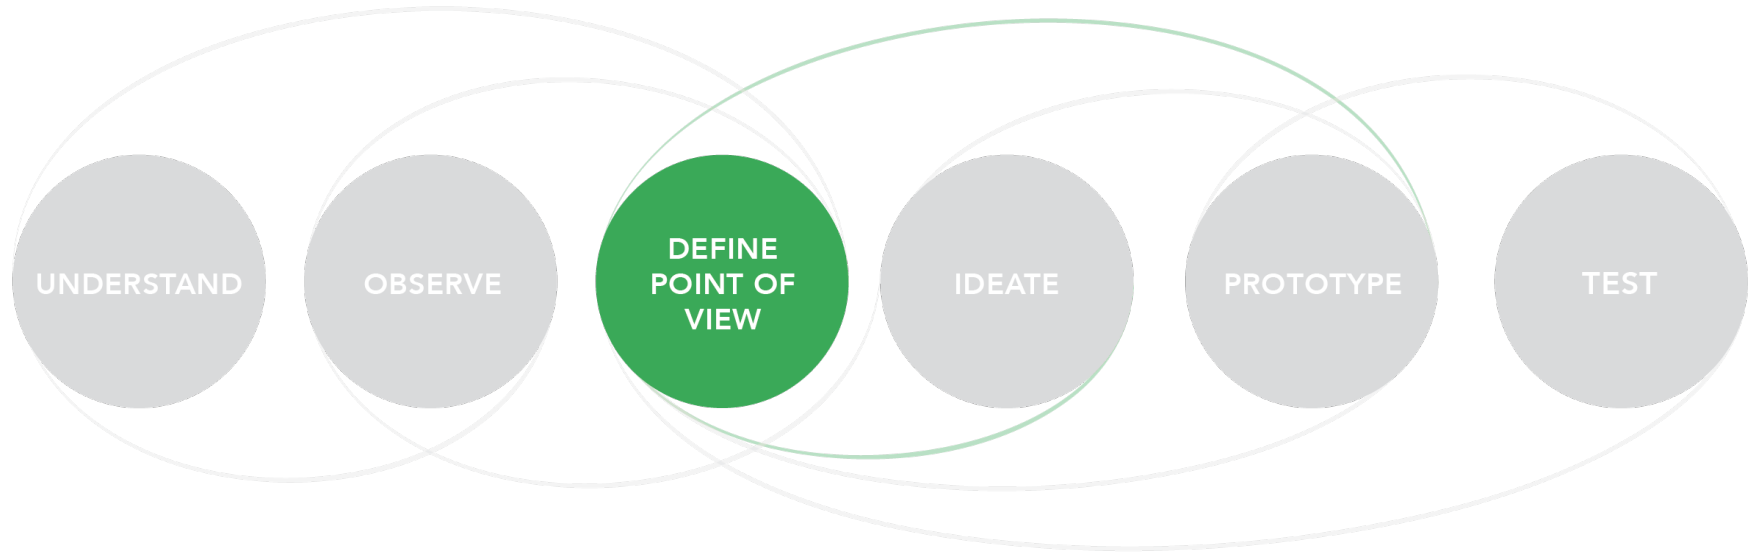 UNDERSTAND
OBSERVE
DEFINE
POINT OF
VIEW
IDEATE
PROTOTYPE
TEST